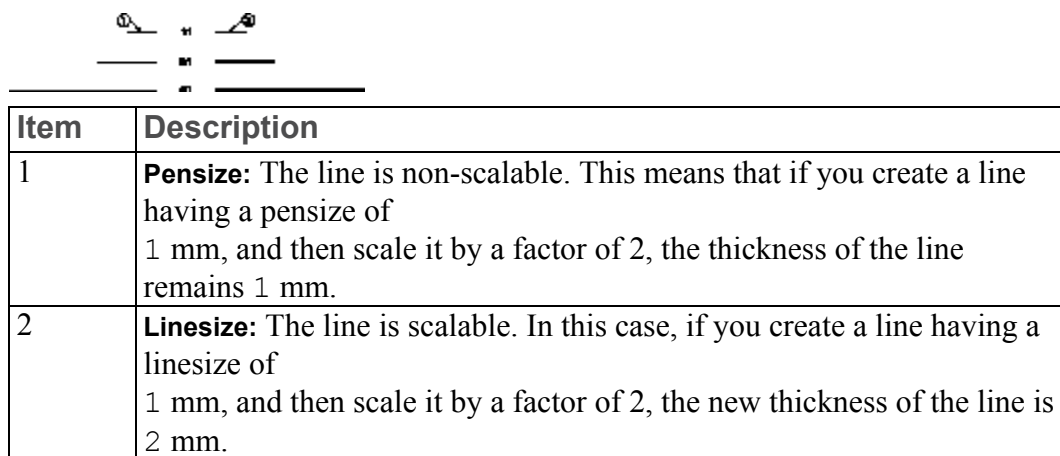 1 2
Item Description
1 Pensize: The line is non-scalable. This means that if you create a line
having a pensize of
1 mm, and then scale it by a factor of 2, the thickness of the line
remains 1 mm.
2 Linesize: The line is scalable. In this case, if you create a line having a
linesize of
1 mm, and then scale it by a factor of 2, the new thickness of the line is
2 mm.